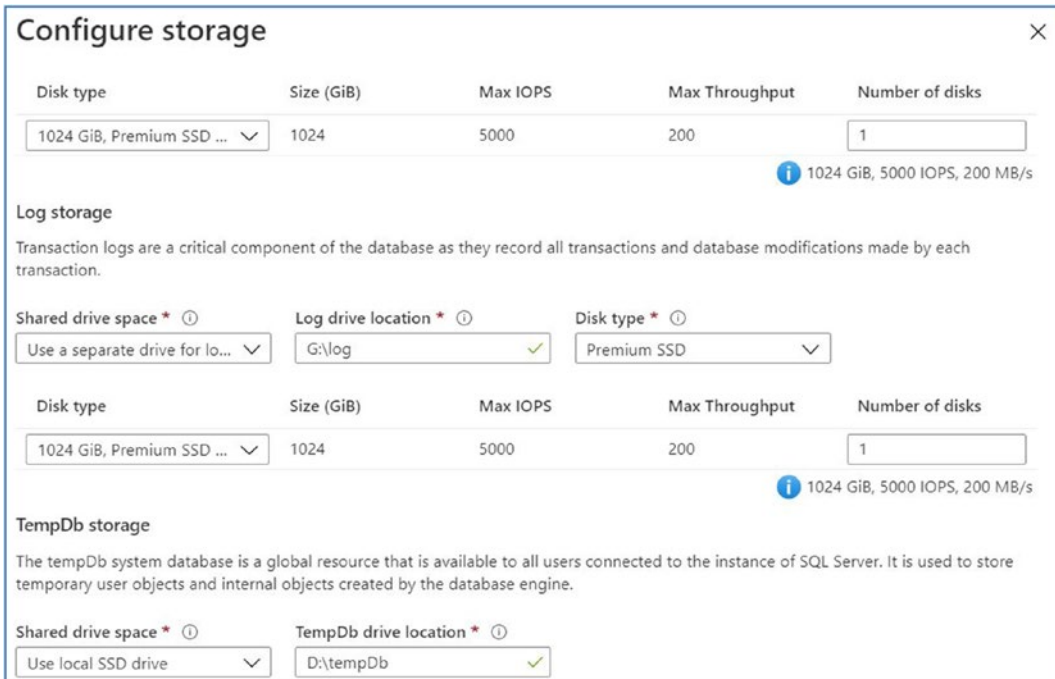 Configure storage
Disk type Size (GiB) Max IOPS Max Throughput Number of disks
1024 GiB, Premium SSD ... 1024 5000 200 1
1024 GiB, 5000 IOPS, 200 MB/s
Log storage
Transaction logs are a critical component of the database as they record all transactions and database modifications made by each
transaction.
Shared drive space * Log drive location * Disk type *
Use a separate drive for lo... G:\log Premium SSD
Disk type Size (GiB) Max IOPS Max Throughput Number of disks
1024 GiB, Premium SSD ... 1024 5000 200 1
1024 GiB, 5000 IOPS, 200 MB/s
TempDb storage
The tempDb system database is a global resource that is available to all users connected to the instance of SQL Server. It is used to store
temporary user objects and internal objects created by the database engine.
Shared drive space * TempDb drive location *
Use local SSD drive D:\tempDb